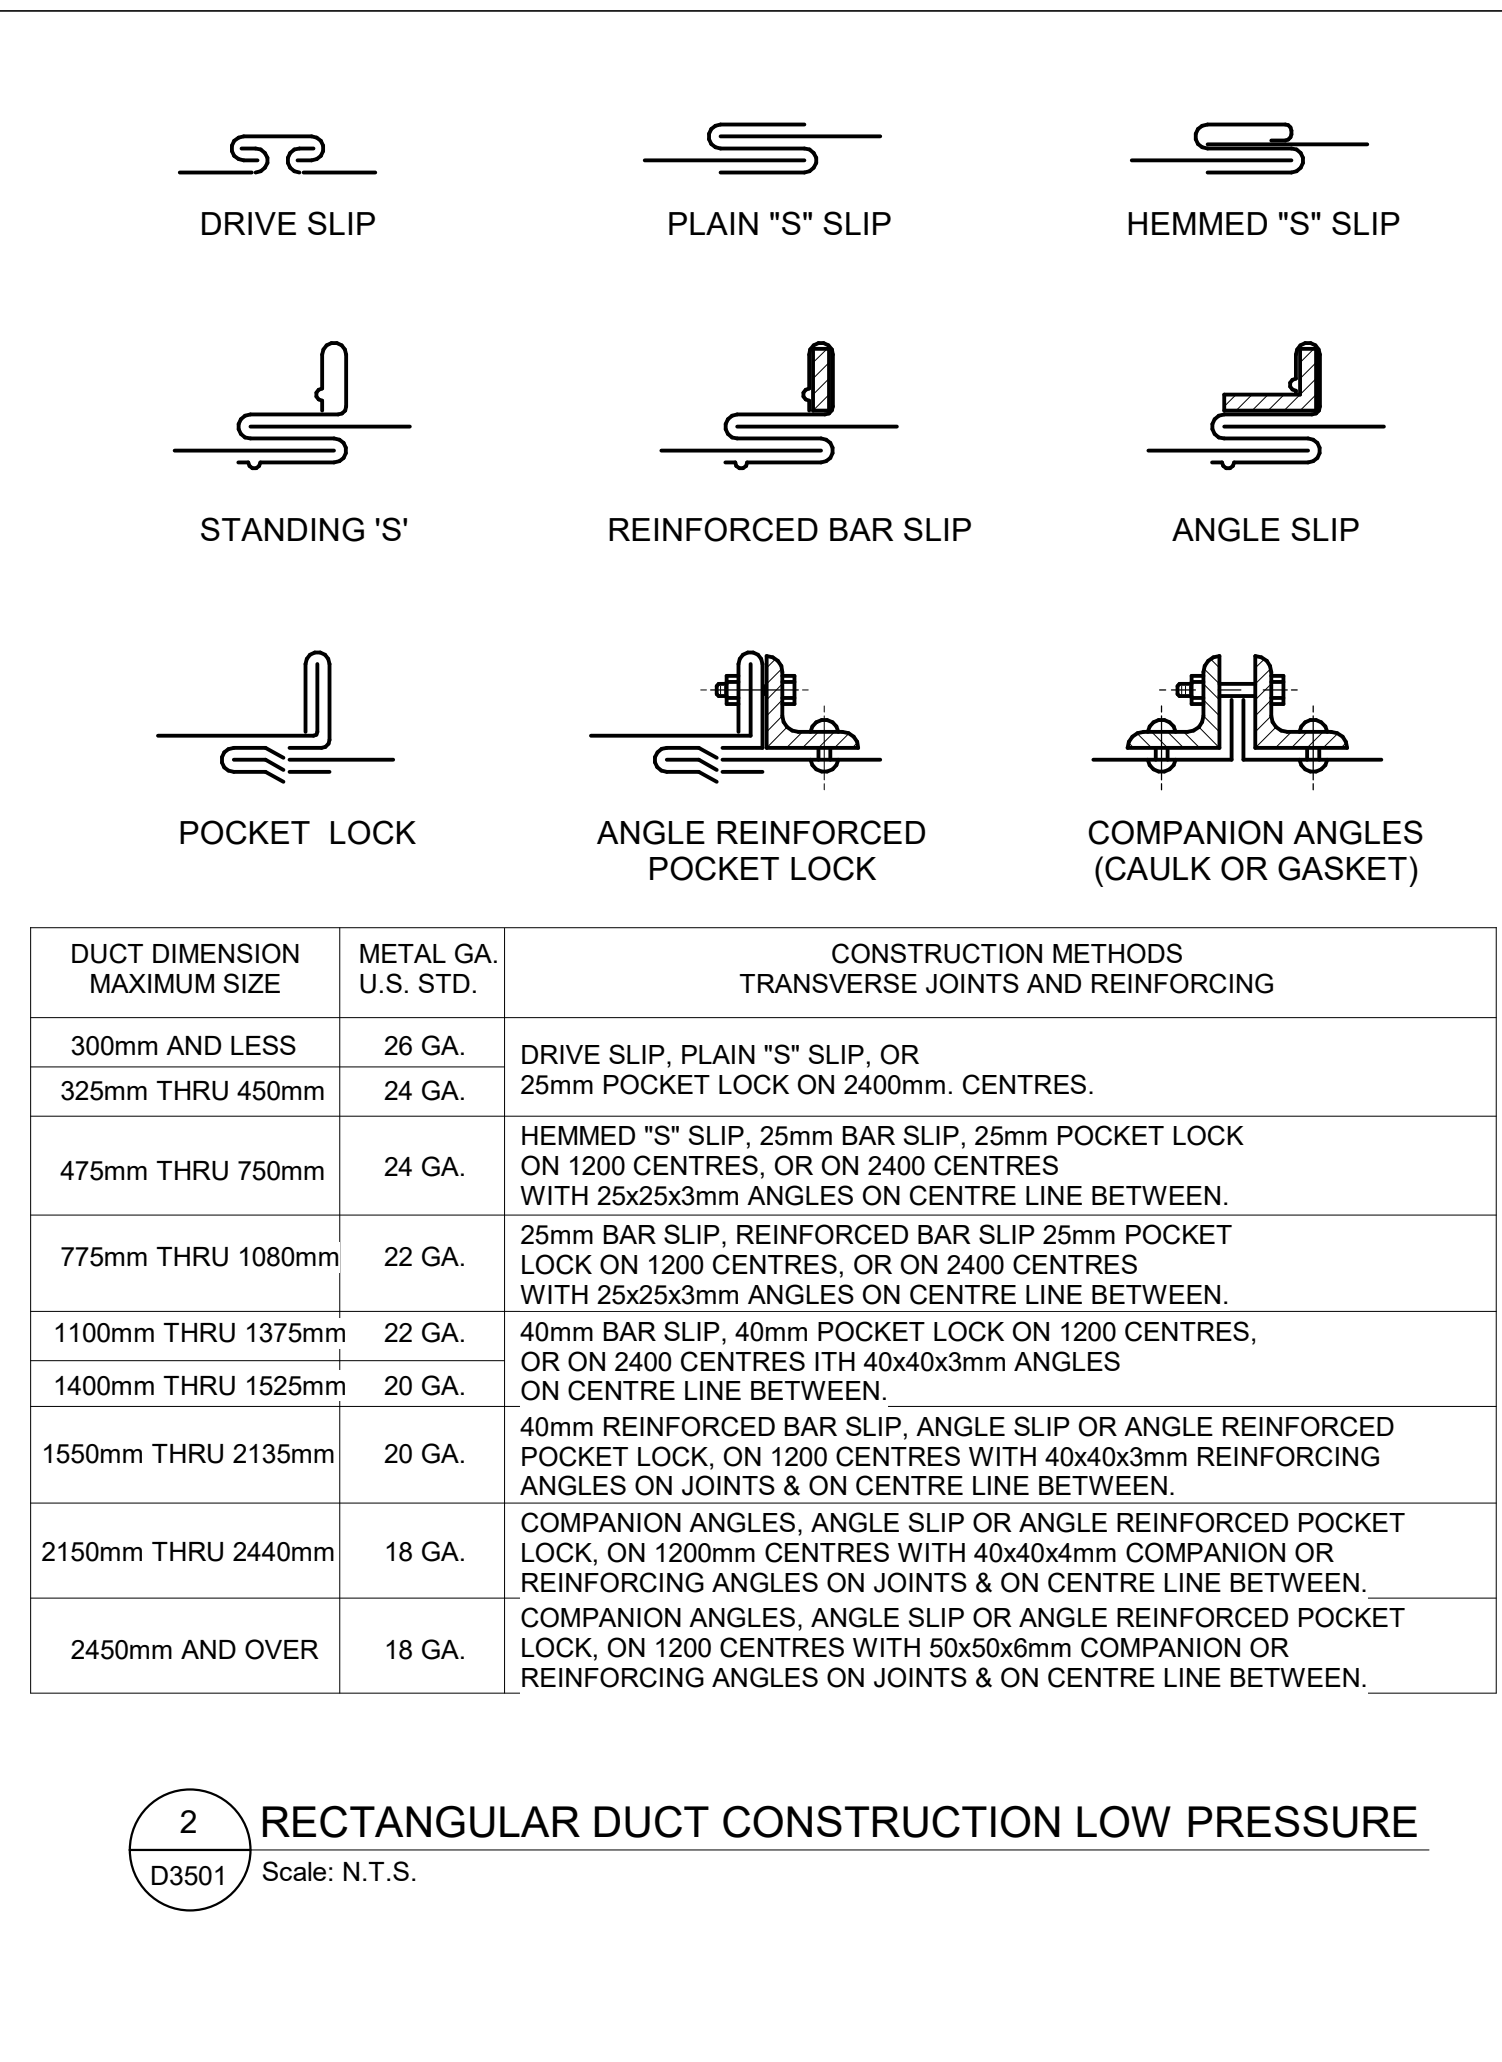 DRIVE SLIP
PLAIN "S" SLIP
HEMMED "S" SLIP
STANDING 'S'
REINFORCED BAR SLIP
ANGLE SLIP
POCKET LOCK
ANGLE REINFORCED
POCKET LOCK
COMPANION ANGLES
(CAULK OR GASKET)
DUCT DIMENSION
MAXIMUM SIZE
METAL GA.
U.S. STD.
CONSTRUCTION METHODS
TRANSVERSE JOINTS AND REINFORCING
300mm AND LESS
26 GA.
325mm THRU 450mm
24 GA.
DRIVE SLIP, PLAIN "S" SLIP, OR
25mm POCKET LOCK ON 2400mm. CENTRES.
475mm THRU 750mm
24 GA.
HEMMED "S" SLIP, 25mm BAR SLIP, 25mm POCKET LOCK
ON 1200 CENTRES, OR ON 2400 CENTRES
WITH 25x25x3mm ANGLES ON CENTRE LINE BETWEEN.
775mm THRU 1080mm
22 GA.
25mm BAR SLIP, REINFORCED BAR SLIP 25mm POCKET
LOCK ON 1200 CENTRES, OR ON 2400 CENTRES
WITH 25x25x3mm ANGLES ON CENTRE LINE BETWEEN.
1100mm THRU 1375mm
22 GA.
1400mm THRU 1525mm
20 GA.
40mm BAR SLIP, 40mm POCKET LOCK ON 1200 CENTRES,
OR ON 2400 CENTRES ITH 40x40x3mm ANGLES
ON CENTRE LINE BETWEEN.
1550mm THRU 2135mm
20 GA.
40mm REINFORCED BAR SLIP, ANGLE SLIP OR ANGLE REINFORCED
POCKET LOCK, ON 1200 CENTRES WITH 40x40x3mm REINFORCING
ANGLES ON JOINTS & ON CENTRE LINE BETWEEN.
2150mm THRU 2440mm
18 GA.
COMPANION ANGLES, ANGLE SLIP OR ANGLE REINFORCED POCKET
LOCK, ON 1200mm CENTRES WITH 40x40x4mm COMPANION OR
REINFORCING ANGLES ON JOINTS & ON CENTRE LINE BETWEEN.
2450mm AND OVER
18 GA.
COMPANION ANGLES, ANGLE SLIP OR ANGLE REINFORCED POCKET
LOCK, ON 1200 CENTRES WITH 50x50x6mm COMPANION OR
REINFORCING ANGLES ON JOINTS & ON CENTRE LINE BETWEEN.
2
D3501
RECTANGULAR DUCT CONSTRUCTION LOW PRESSURE
Scale: N.T.S.